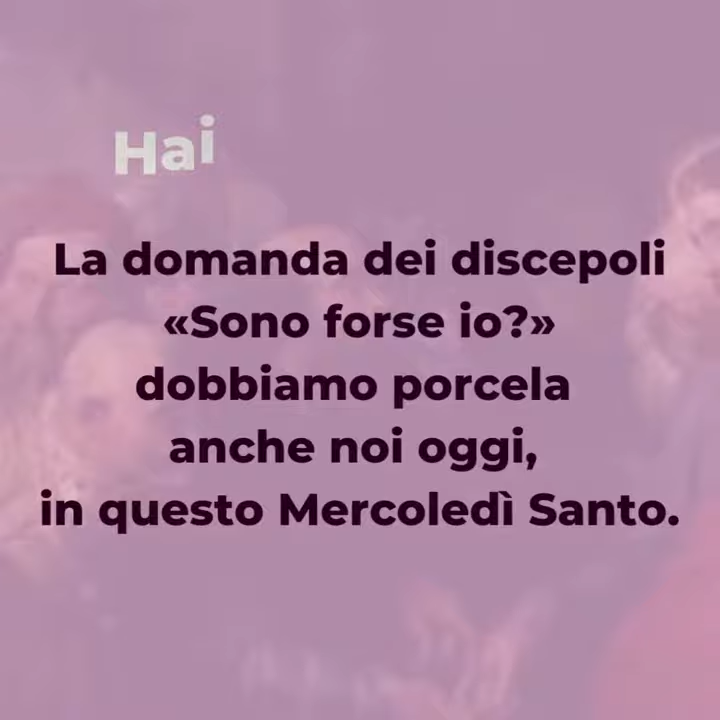 Hai
La domanda dei discepoli
«Sono forse io?»
dobbiamo porcela
anche noi oggi,
in questo Mercoledì Santo.